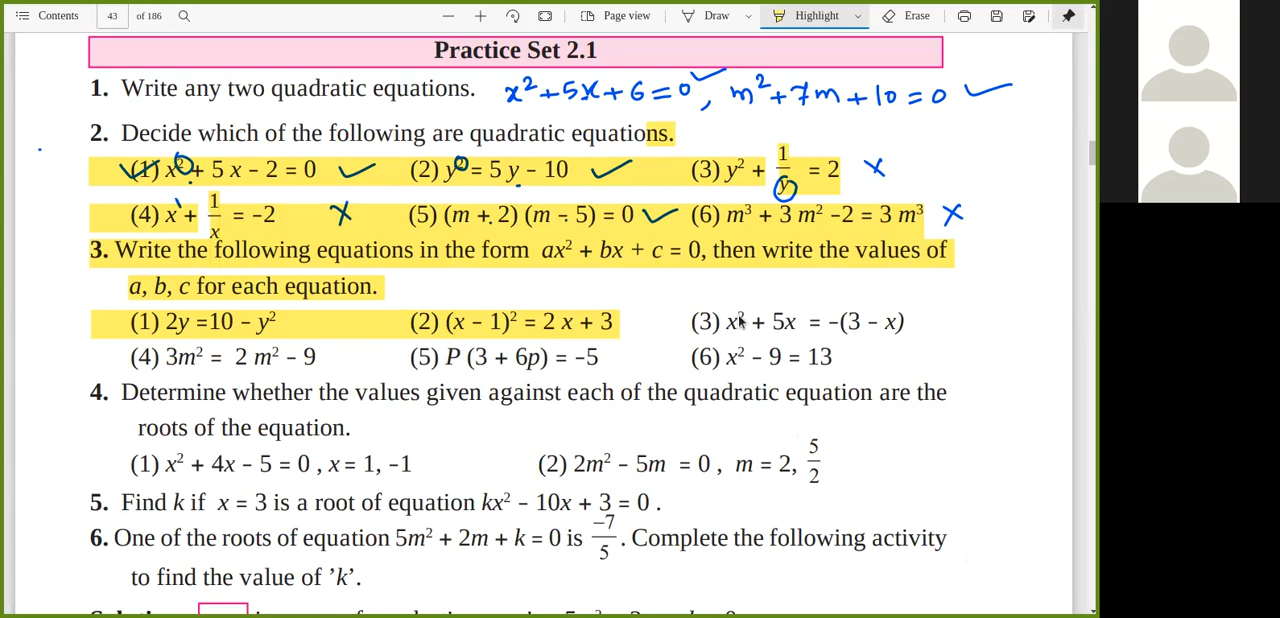 Contents 43 of 186 Page view Draw Highlight Erase
Practice Set 2.1
1. Write any two quadratic equations. x² + 5x + 6 = 0 ✓, m² + 7m + 10 = 0 ✓
2. Decide which of the following are quadratic equations.
✓(1) x² + 5 x – 2 = 0 ✓ (2) y² = 5 y – 10 ✓ (3) y² + 1/y = 2 x
(4) x + 1/x = –2 x (5) (m + 2) (m – 5) = 0 ✓ (6) m³ + 3 m² –2 = 3 m³ x
3. Write the following equations in the form ax² + bx + c = 0, then write the values of
a, b, c for each equation.
(1) 2y =10 – y² (2) (x – 1)² = 2 x + 3 (3) x² + 5x = –(3 – x)
(4) 3m² = 2 m² – 9 (5) P (3 + 6p) = –5 (6) x² – 9 = 13
4. Determine whether the values given against each of the quadratic equation are the
roots of the equation.
(1) x² + 4x – 5 = 0 , x = 1, –1 (2) 2m² – 5m = 0 , m = 2, 5/2
5. Find k if x = 3 is a root of equation kx² – 10x + 3 = 0 .
6. One of the roots of equation 5m² + 2m + k = 0 is –7/5 . Complete the following activity
to find the value of 'k'.